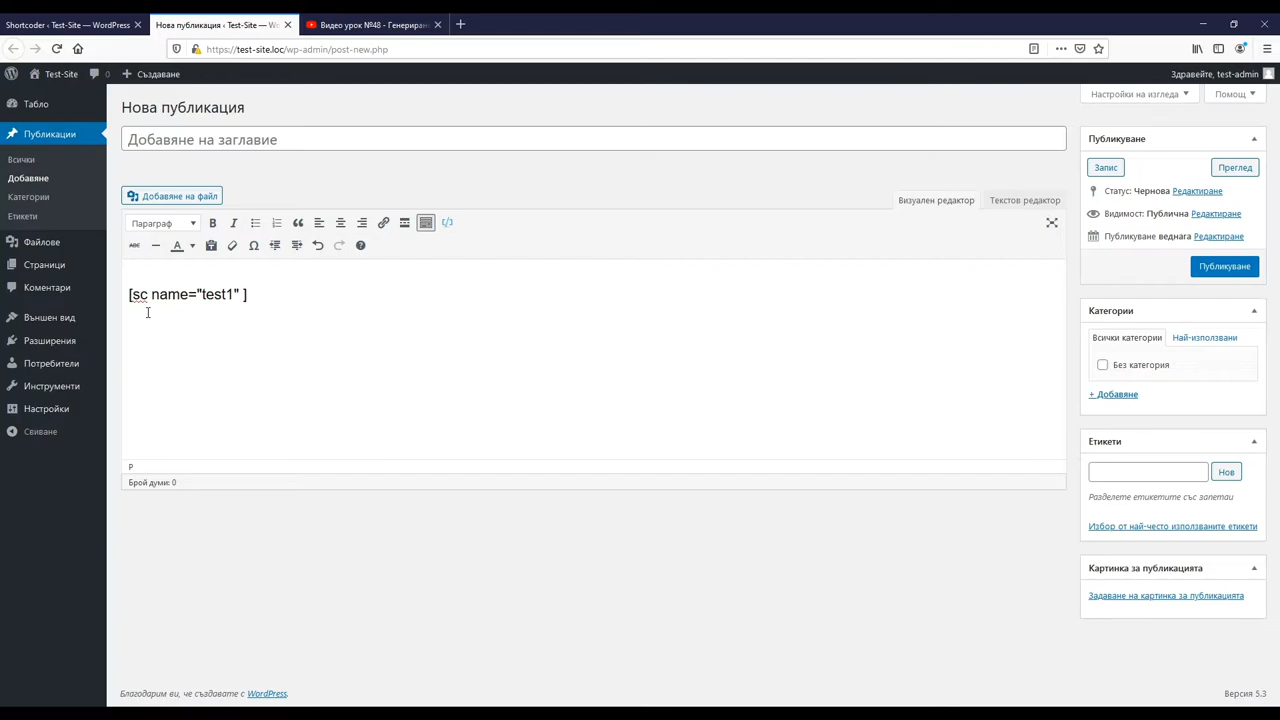 Shortcoder ‹ Test-Site — WordPress
Нова публикация ‹ Test-Site — Wo
Видео урок №48 - Генериране
https://test-site.loc/wp-admin/post-new.php
Test-Site
0
Създаване
Здравейте, test-admin
Табло
Публикации
Всички
Добавяне
Категории
Етикети
Файлове
Страници
Коментари
Външен вид
Разширения
Потребители
Инструменти
Настройки
Свиване
Настройки на изгледа
Помощ
Нова публикация
Добавяне на заглавие
Добавяне на файл
Визуален редактор
Текстов редактор
Параграф
B
I
ABC
A
[sc name="test1" ]
P
Брой думи: 0
Публикуване
Запис
Преглед
Статус: Чернова Редактиране
Видимост: Публична Редактиране
Публикуване веднага Редактиране
Публикуване
Категории
Всички категории
Най-използвани
Без категория
+ Добавяне
Етикети
Нов
Разделете етикетите със запетаи
Избор от най-често използваните етикети
Картинка за публикацията
Задаване на картинка за публикацията
Благодарим ви, че създавате с WordPress.
Версия 5.3